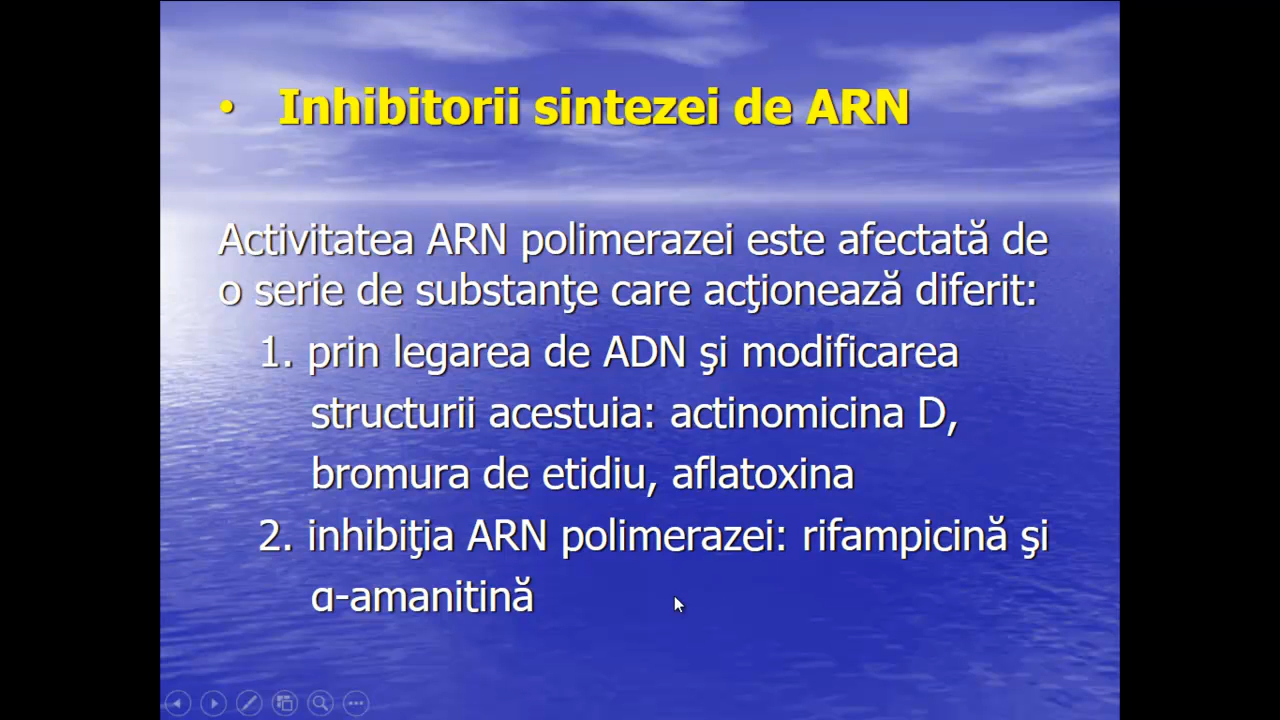 • Inhibitorii sintezei de ARN
Activitatea ARN polimerazei este afectată de
o serie de substanţe care acţionează diferit:
1. prin legarea de ADN şi modificarea
structurii acestuia: actinomicina D,
bromura de etidiu, aflatoxina
2. inhibiţia ARN polimerazei: rifampicină şi
α-amanitină